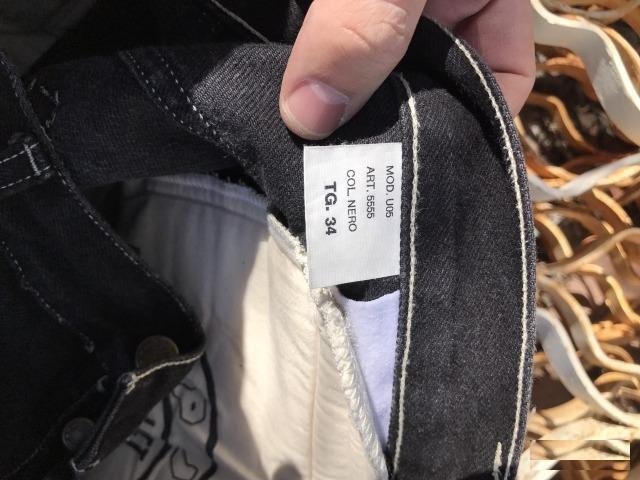 MOD. U05
ART. 5555
COL. NERO
TG. 34